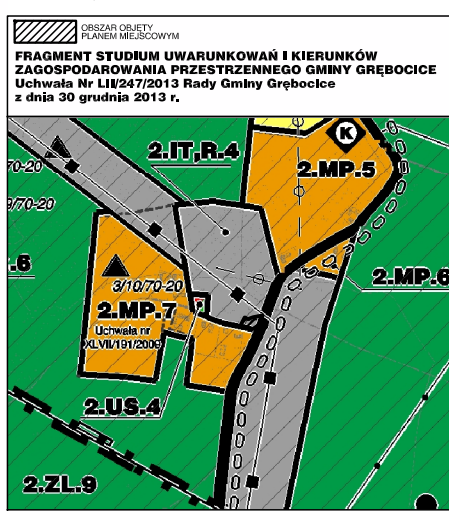 OBSZAR OBJĘTY
PLANEM MIEJSCOWYM
FRAGMENT STUDIUM UWARUNKOWAŃ I KIERUNKÓW
ZAGOSPODAROWANIA PRZESTRZENNEGO GMINY GRĘBOCICE
Uchwała Nr LII/247/2013 Rady Gminy Grębocice
z dnia 30 grudnia 2013 r.
K
2.IT,R.4
70-20
2.MP.5
/70-20
.6
2.MP.6
3/10/70-20
2.MP.7
Uchwała nr
XLVII/191/2009
2.US.4
2.ZL.9